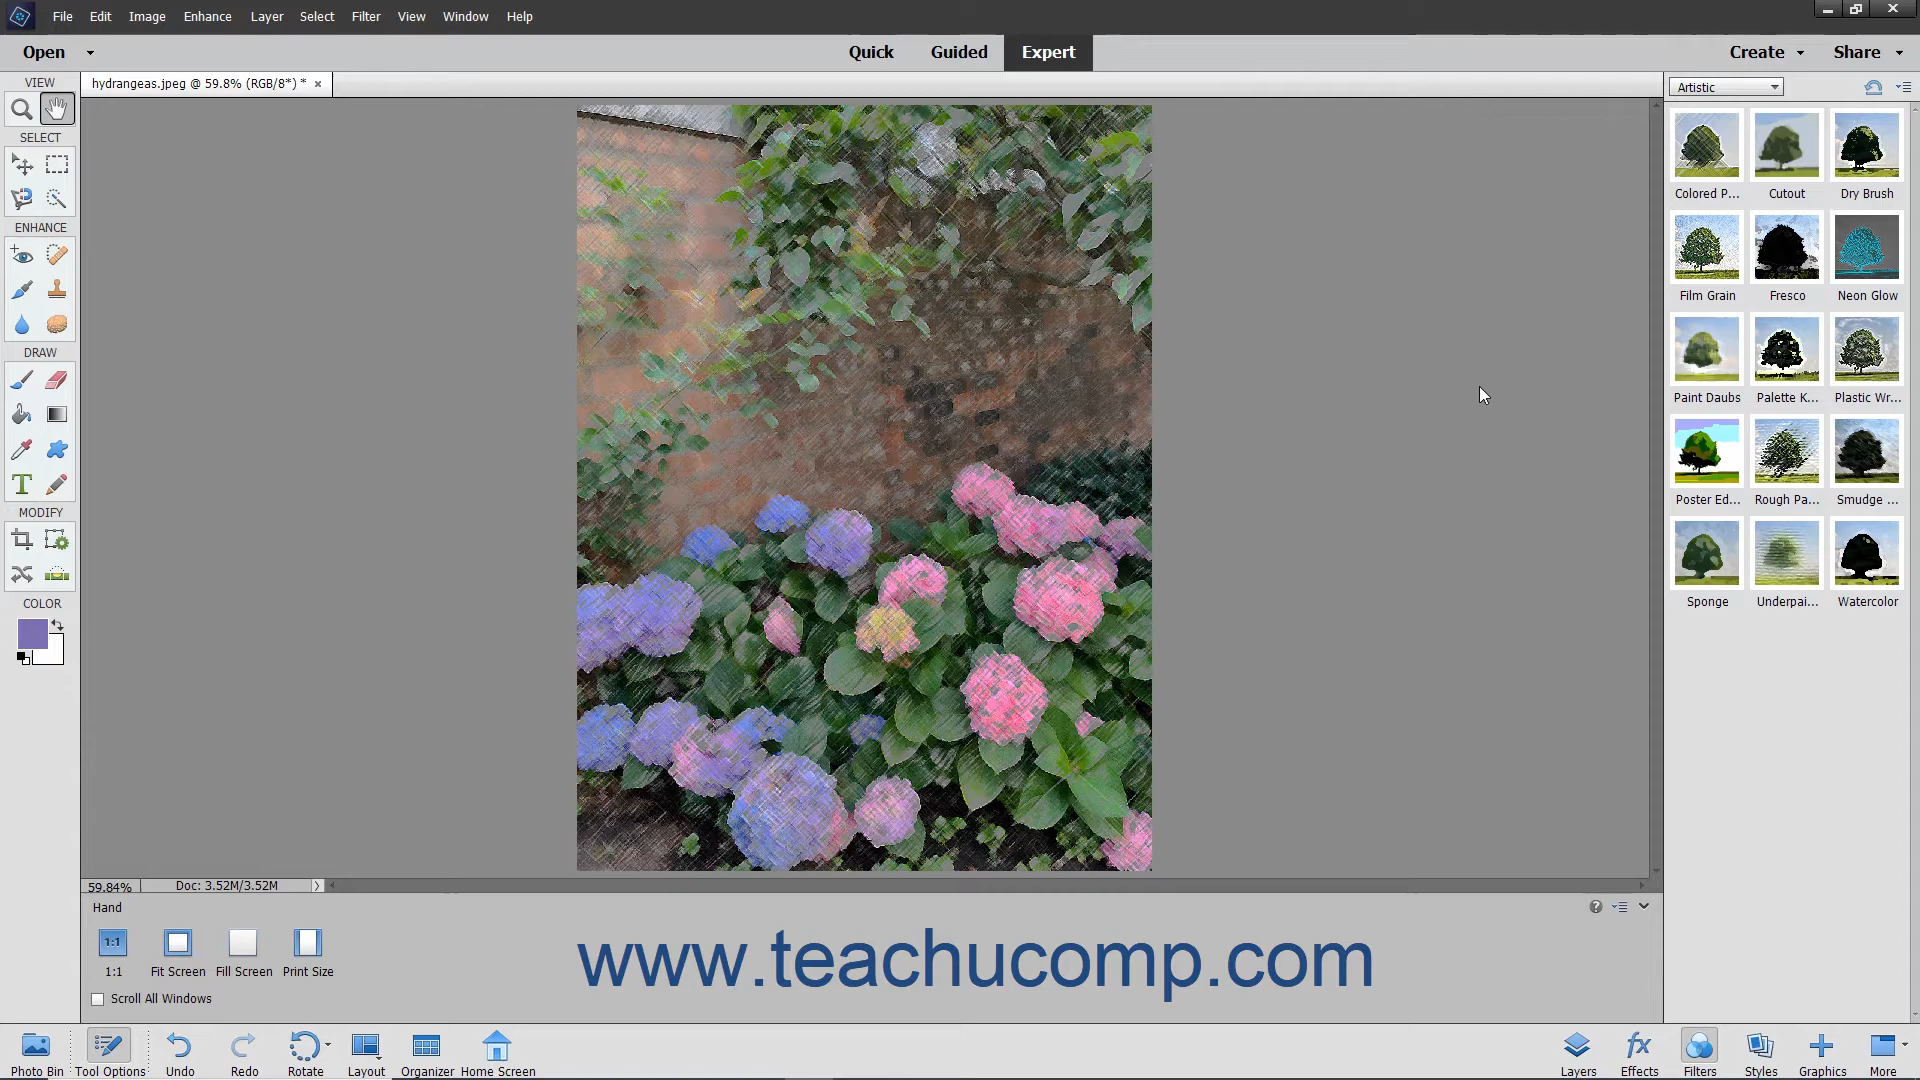 File Edit Image Enhance Layer Select Filter View Window Help
Open Quick Guided Expert Create Share
VIEW
hydrangeas.jpeg @ 59.8% (RGB/8*) * ×
Artistic
SELECT
ENHANCE
DRAW
MODIFY
COLOR
Colored P... Cutout Dry Brush
Film Grain Fresco Neon Glow
Paint Daubs Palette K... Plastic Wr...
Poster Ed... Rough Pa... Smudge ...
Sponge Underpai... Watercolor
59.84% Doc: 3.52M/3.52M
Hand
1:1
1:1 Fit Screen Fill Screen Print Size
Scroll All Windows
www.teachucomp.com
Photo Bin Tool Options Undo Redo Rotate Layout Organizer Home Screen Layers Effects Filters Styles Graphics More